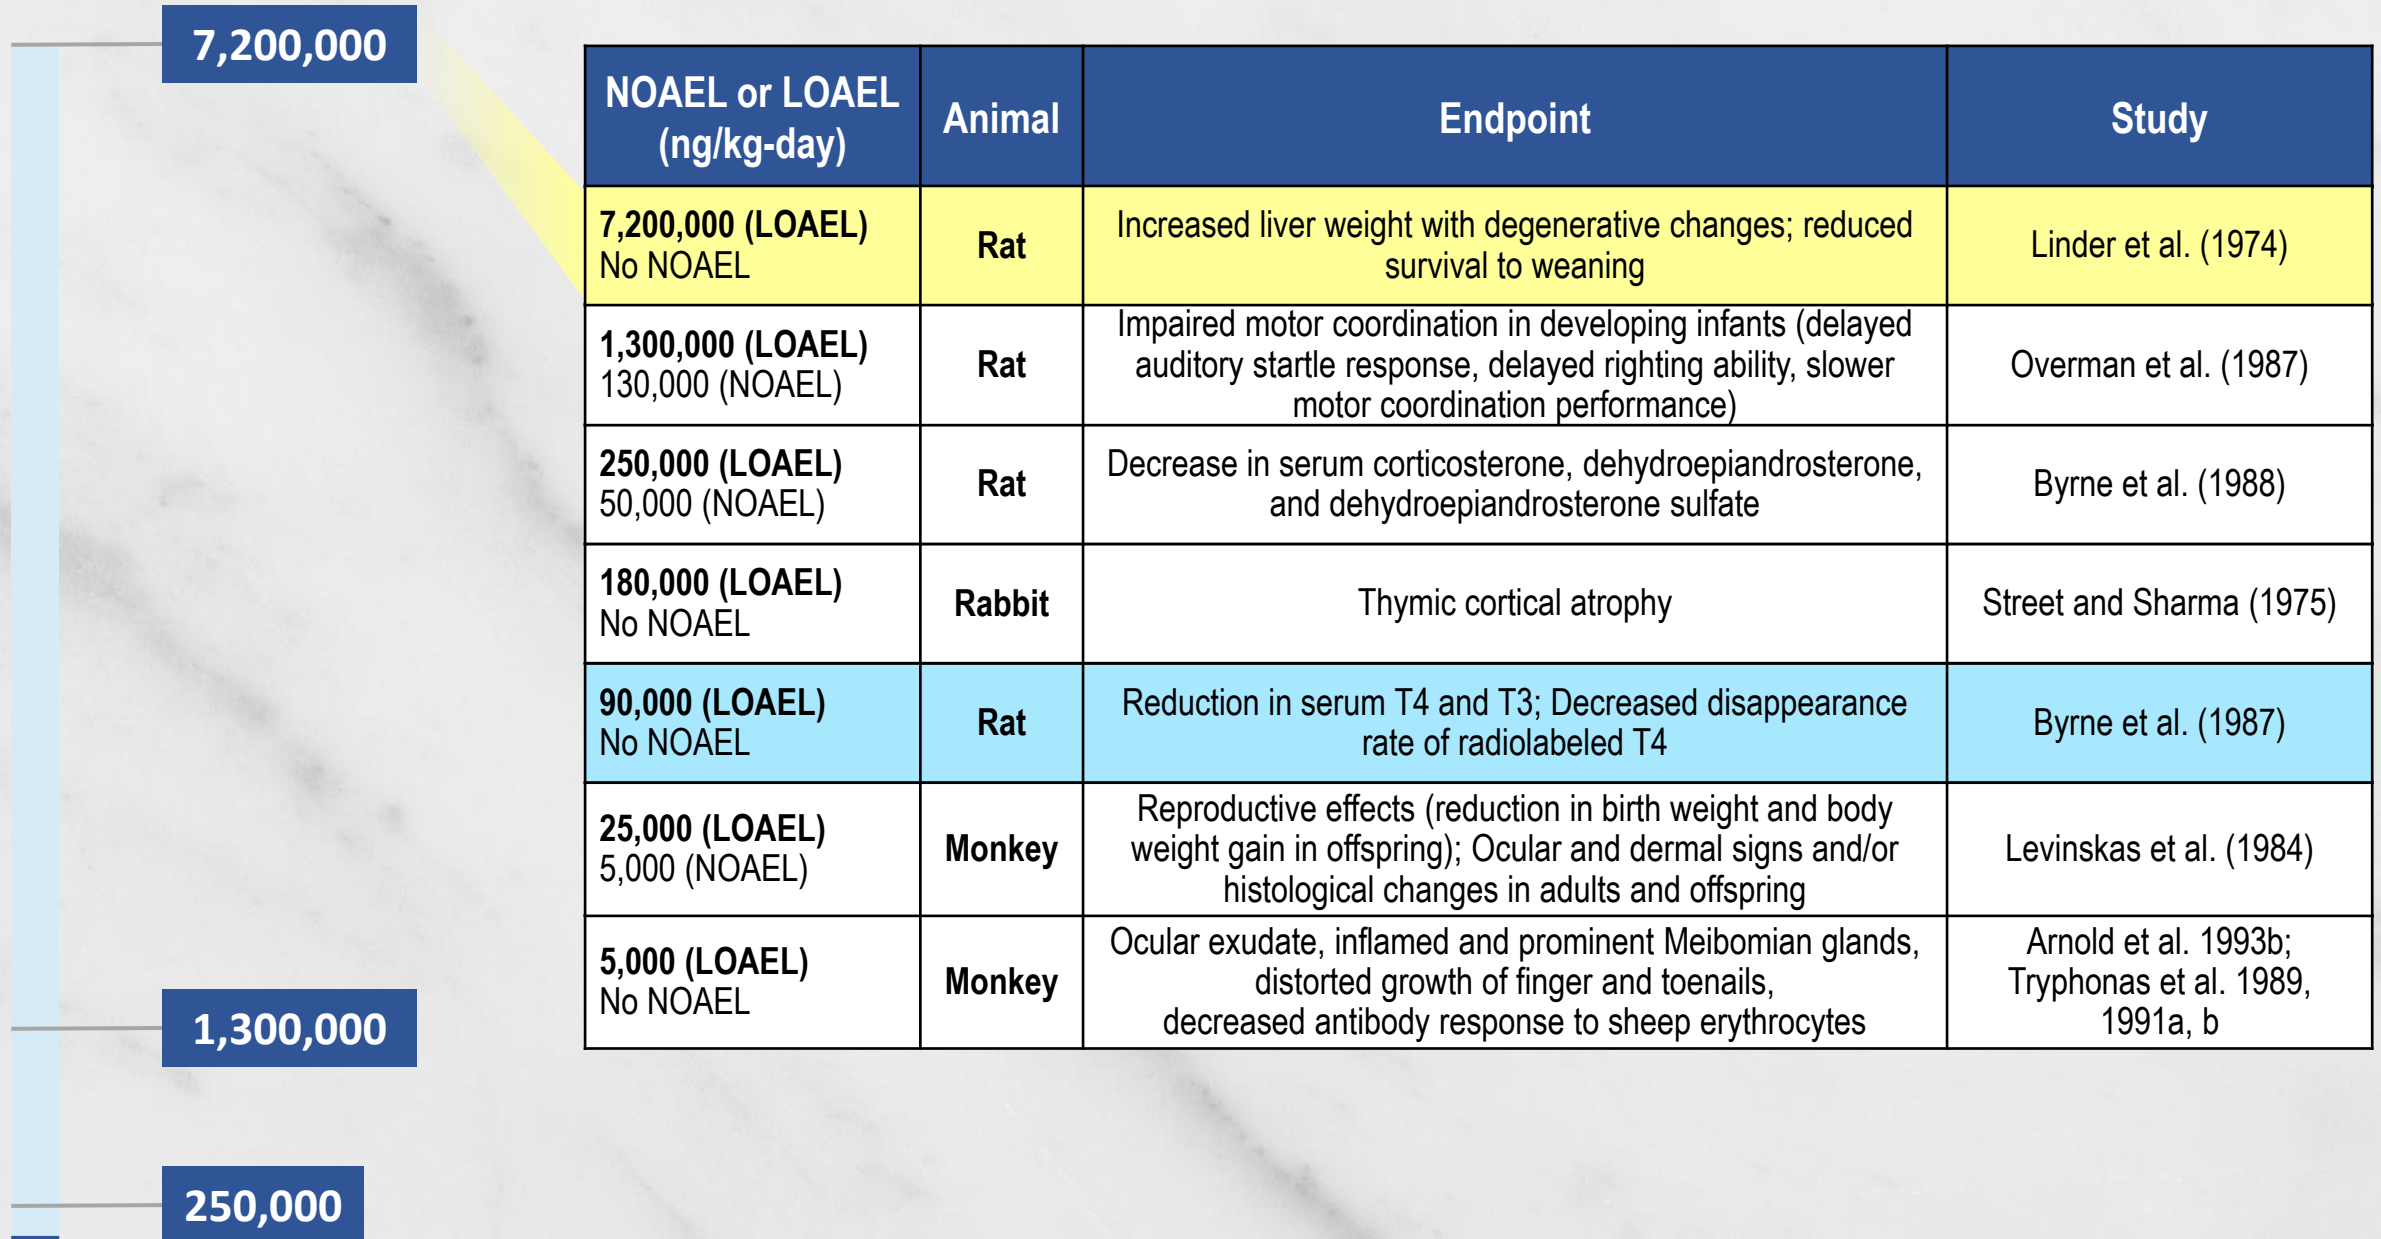 7,200,000
1,300,000
250,000
NOAEL or LOAEL
(ng/kg-day)
Animal
Endpoint
Study
7,200,000 (LOAEL)
No NOAEL
Rat
Increased liver weight with degenerative changes; reduced
survival to weaning
Linder et al. (1974)
1,300,000 (LOAEL)
130,000 (NOAEL)
Rat
Impaired motor coordination in developing infants (delayed
auditory startle response, delayed righting ability, slower
motor coordination performance)
Overman et al. (1987)
250,000 (LOAEL)
50,000 (NOAEL)
Rat
Decrease in serum corticosterone, dehydroepiandrosterone,
and dehydroepiandrosterone sulfate
Byrne et al. (1988)
180,000 (LOAEL)
No NOAEL
Rabbit
Thymic cortical atrophy
Street and Sharma (1975)
90,000 (LOAEL)
No NOAEL
Rat
Reduction in serum T4 and T3; Decreased disappearance
rate of radiolabeled T4
Byrne et al. (1987)
25,000 (LOAEL)
5,000 (NOAEL)
Monkey
Reproductive effects (reduction in birth weight and body
weight gain in offspring); Ocular and dermal signs and/or
histological changes in adults and offspring
Levinskas et al. (1984)
5,000 (LOAEL)
No NOAEL
Monkey
Ocular exudate, inflamed and prominent Meibomian glands,
distorted growth of finger and toenails,
decreased antibody response to sheep erythrocytes
Arnold et al. 1993b;
Tryphonas et al. 1989,
1991a, b